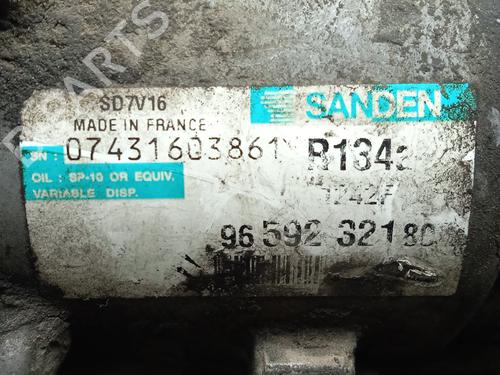 PARTS
SD7V16
SANDEN
MADE IN FRANCE
SN: 07431603861
R134a
OIL : SP-10 OR EQUIV.
VARIABLE DISP.
1242F
96 592 321 80